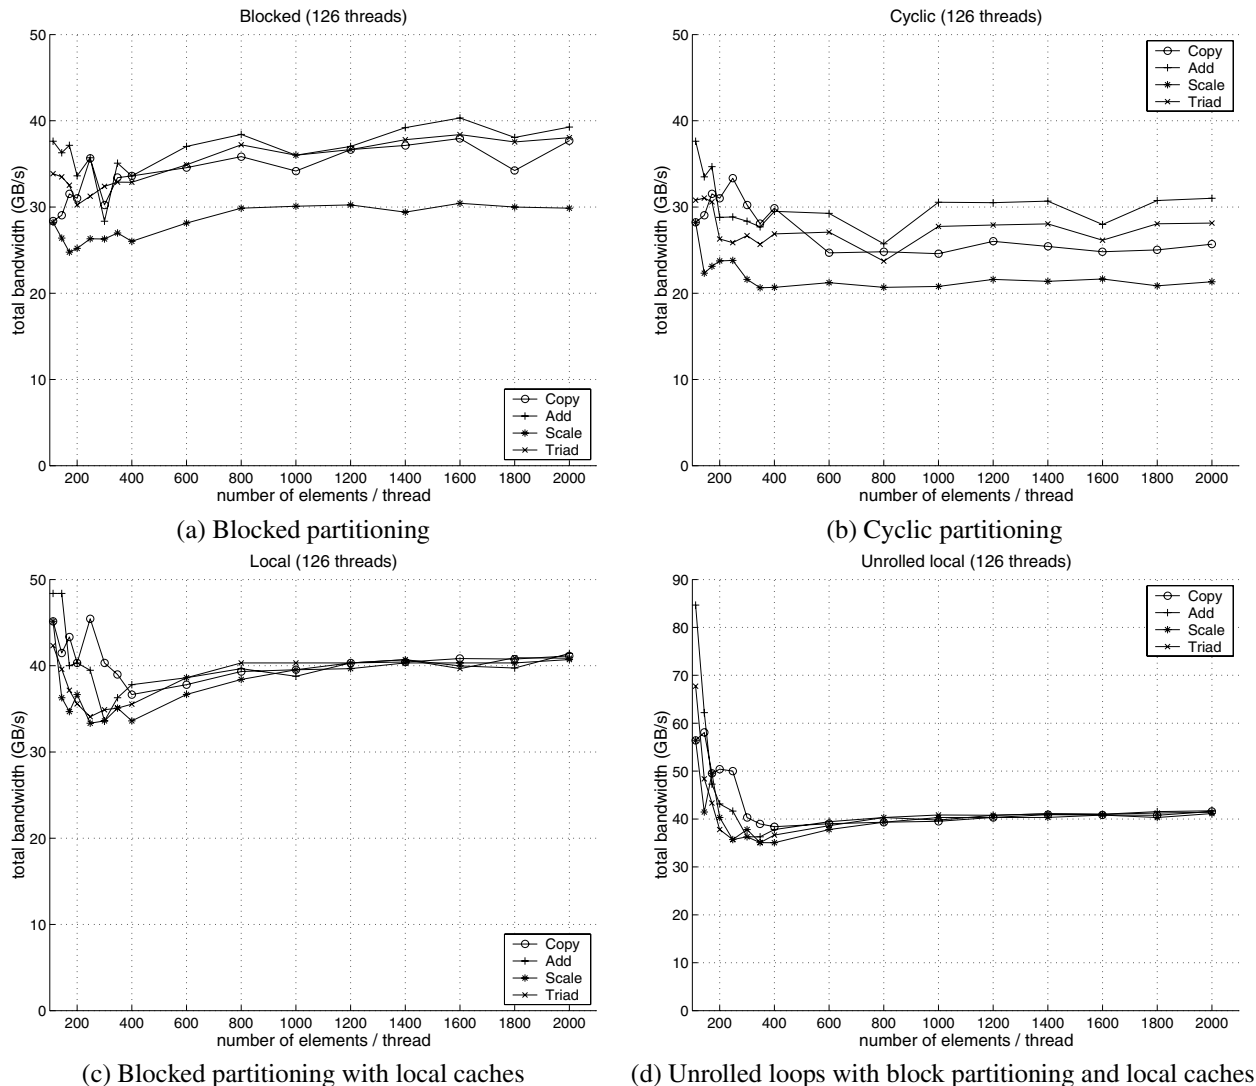 Blocked (126 threads)
50
40
30
20
10
0
total bandwidth (GB/s)
Copy
Add
Scale
Triad
200 400 600 800 1000 1200 1400 1600 1800 2000
number of elements / thread
(a) Blocked partitioning
Cyclic (126 threads)
50
40
30
20
10
0
total bandwidth (GB/s)
Copy
Add
Scale
Triad
200 400 600 800 1000 1200 1400 1600 1800 2000
number of elements / thread
(b) Cyclic partitioning
Local (126 threads)
50
40
30
20
10
0
total bandwidth (GB/s)
Copy
Add
Scale
Triad
200 400 600 800 1000 1200 1400 1600 1800 2000
number of elements / thread
(c) Blocked partitioning with local caches
Unrolled local (126 threads)
90
80
70
60
50
40
30
20
10
0
total bandwidth (GB/s)
Copy
Add
Scale
Triad
200 400 600 800 1000 1200 1400 1600 1800 2000
number of elements / thread
(d) Unrolled loops with block partitioning and local caches